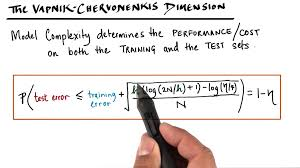 THE VAPNIK-CHERVONENKIS DIMENSION
MODEL COMPLEXITY DETERMINES THE PERFORMANCE/COST
ON BOTH THE TRAINING AND THE TEST SETS.
P( test error ≤ training error + √ log(2N/h)+1)-log(η/4) / N ) = 1-η